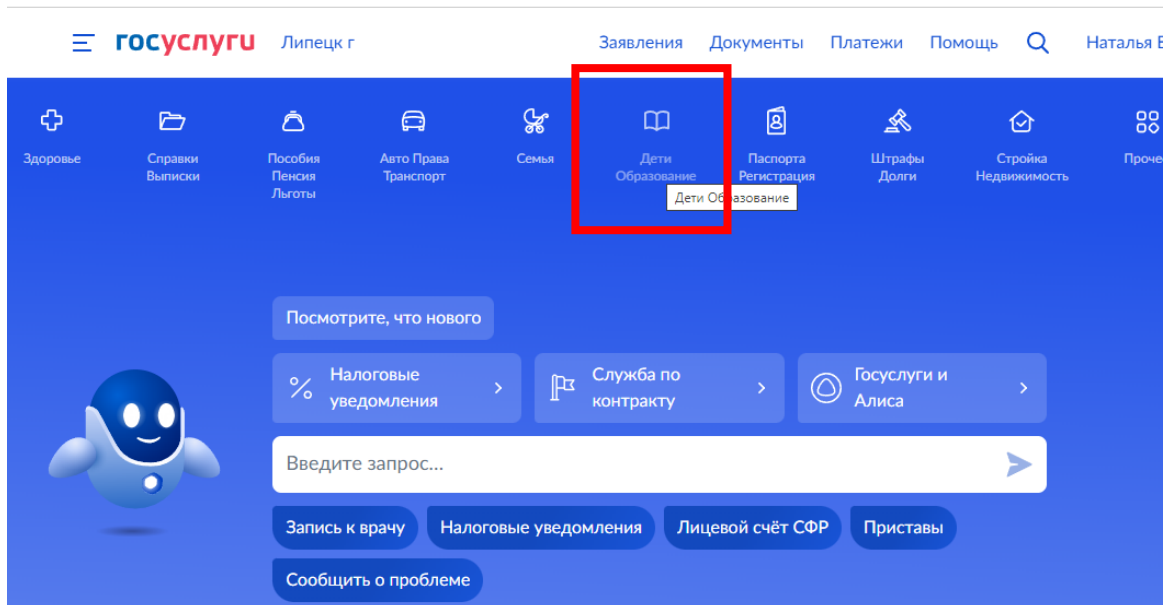 госуслуги Липецк г Заявления Документы Платежи Помощь Наталья Е
Здоровье
Справки
Выписки
Пособия
Пенсия
Льготы
Авто Права
Транспорт
Семья
Дети
Образование
Паспорта
Регистрация
Штрафы
Долги
Стройка
Недвижимость
Проче
Дети Образование
Посмотрите, что нового
Налоговые
уведомления
Служба по
контракту
Госуслуги и
Алиса
Введите запрос...
Запись к врачу Налоговые уведомления Лицевой счёт СФР Приставы
Сообщить о проблеме